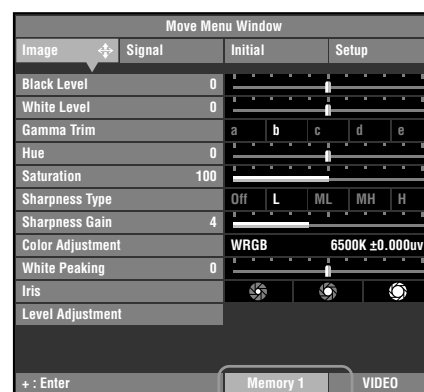 Move Menu Window
Image Signal Initial Setup
Black Level 0
White Level 0
Gamma Trim a b c d e
Hue 0
Saturation 100
Sharpness Type Off L ML MH H
Sharpness Gain 4
Color Adjustment WRGB 6500K ±0.000uv
White Peaking 0
Iris
Level Adjustment
+ : Enter Memory 1 VIDEO